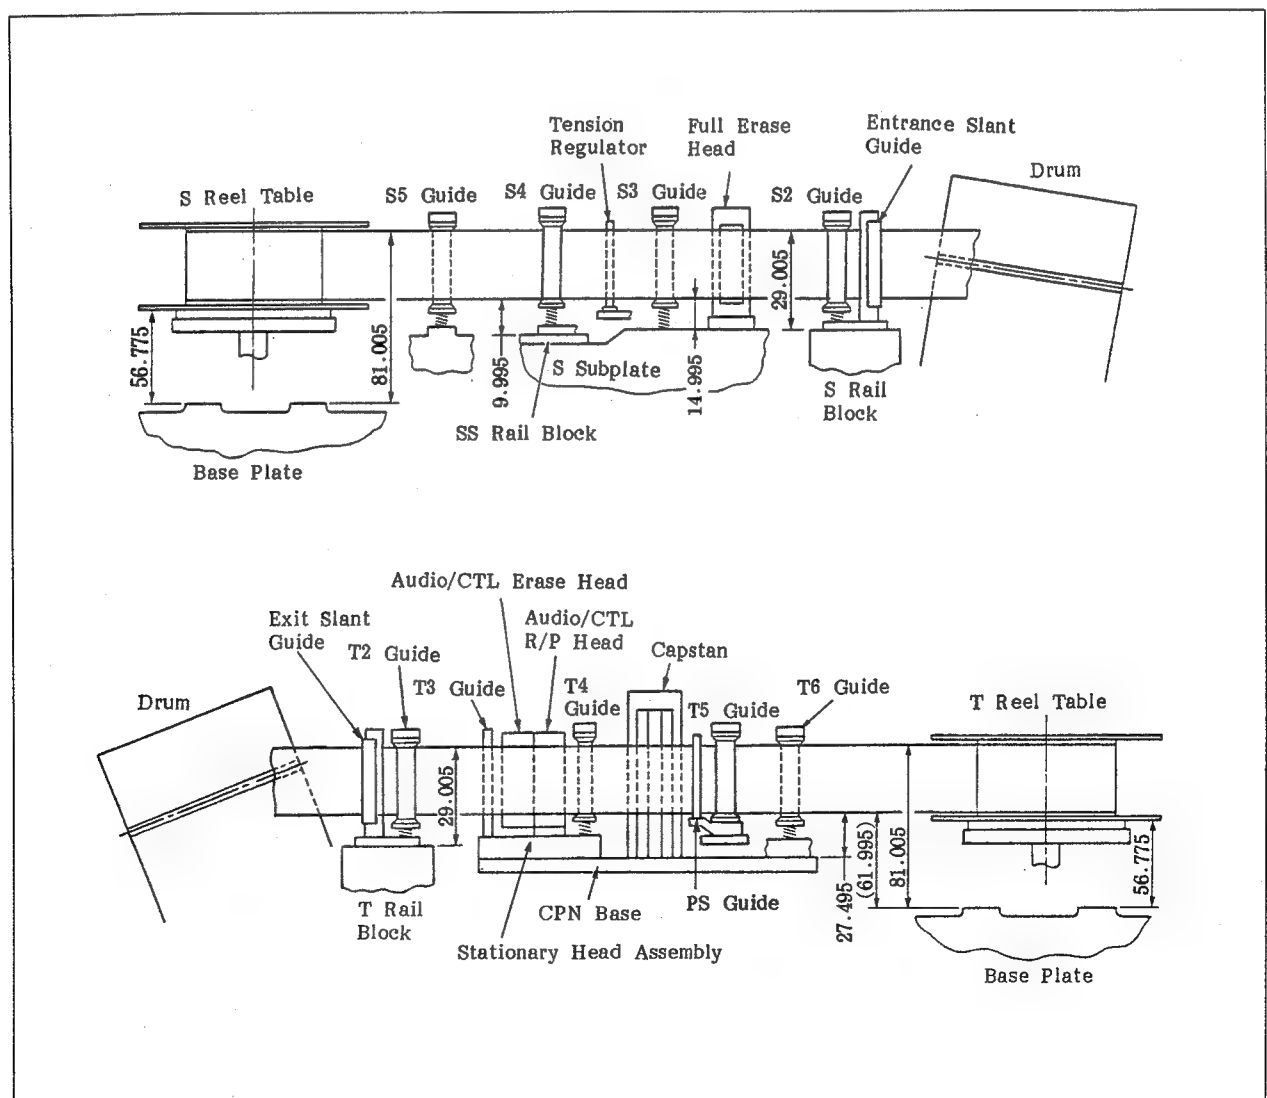 Tension
Regulator
Full Erase
Head
Entrance Slant
Guide
Drum
S Reel Table
S5 Guide
S4 Guide
S3 Guide
S2 Guide
56.775
81.005
9.995
14.995
29.005
S Subplate
SS Rail Block
S Rail
Block
Base Plate
Audio/CTL Erase Head
Exit Slant
Guide
Audio/CTL
R/P Head
T2 Guide
Capstan
Drum
T3 Guide
T4
Guide
T5 Guide
T6 Guide
T Reel Table
29.005
27.495
(61.995)
81.005
56.775
T Rail
Block
CPN Base
PS Guide
Stationary Head Assembly
Base Plate